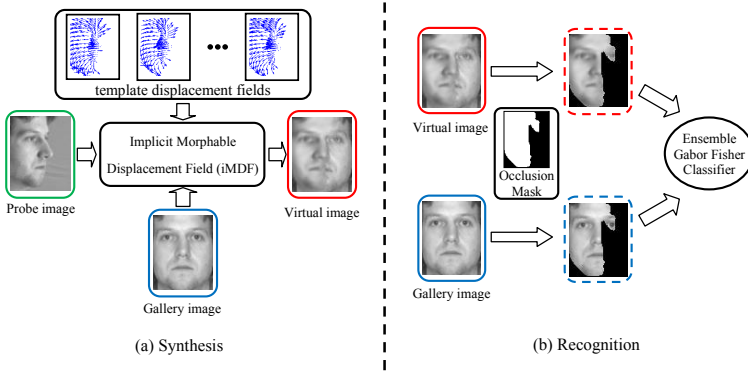 template displacement fields
Implicit Morphable
Displacement Field (iMDF)
Probe image
Virtual image
Gallery image
(a) Synthesis
Virtual image
Occlusion
Mask
Ensemble
Gabor Fisher
Classifier
Gallery image
(b) Recognition